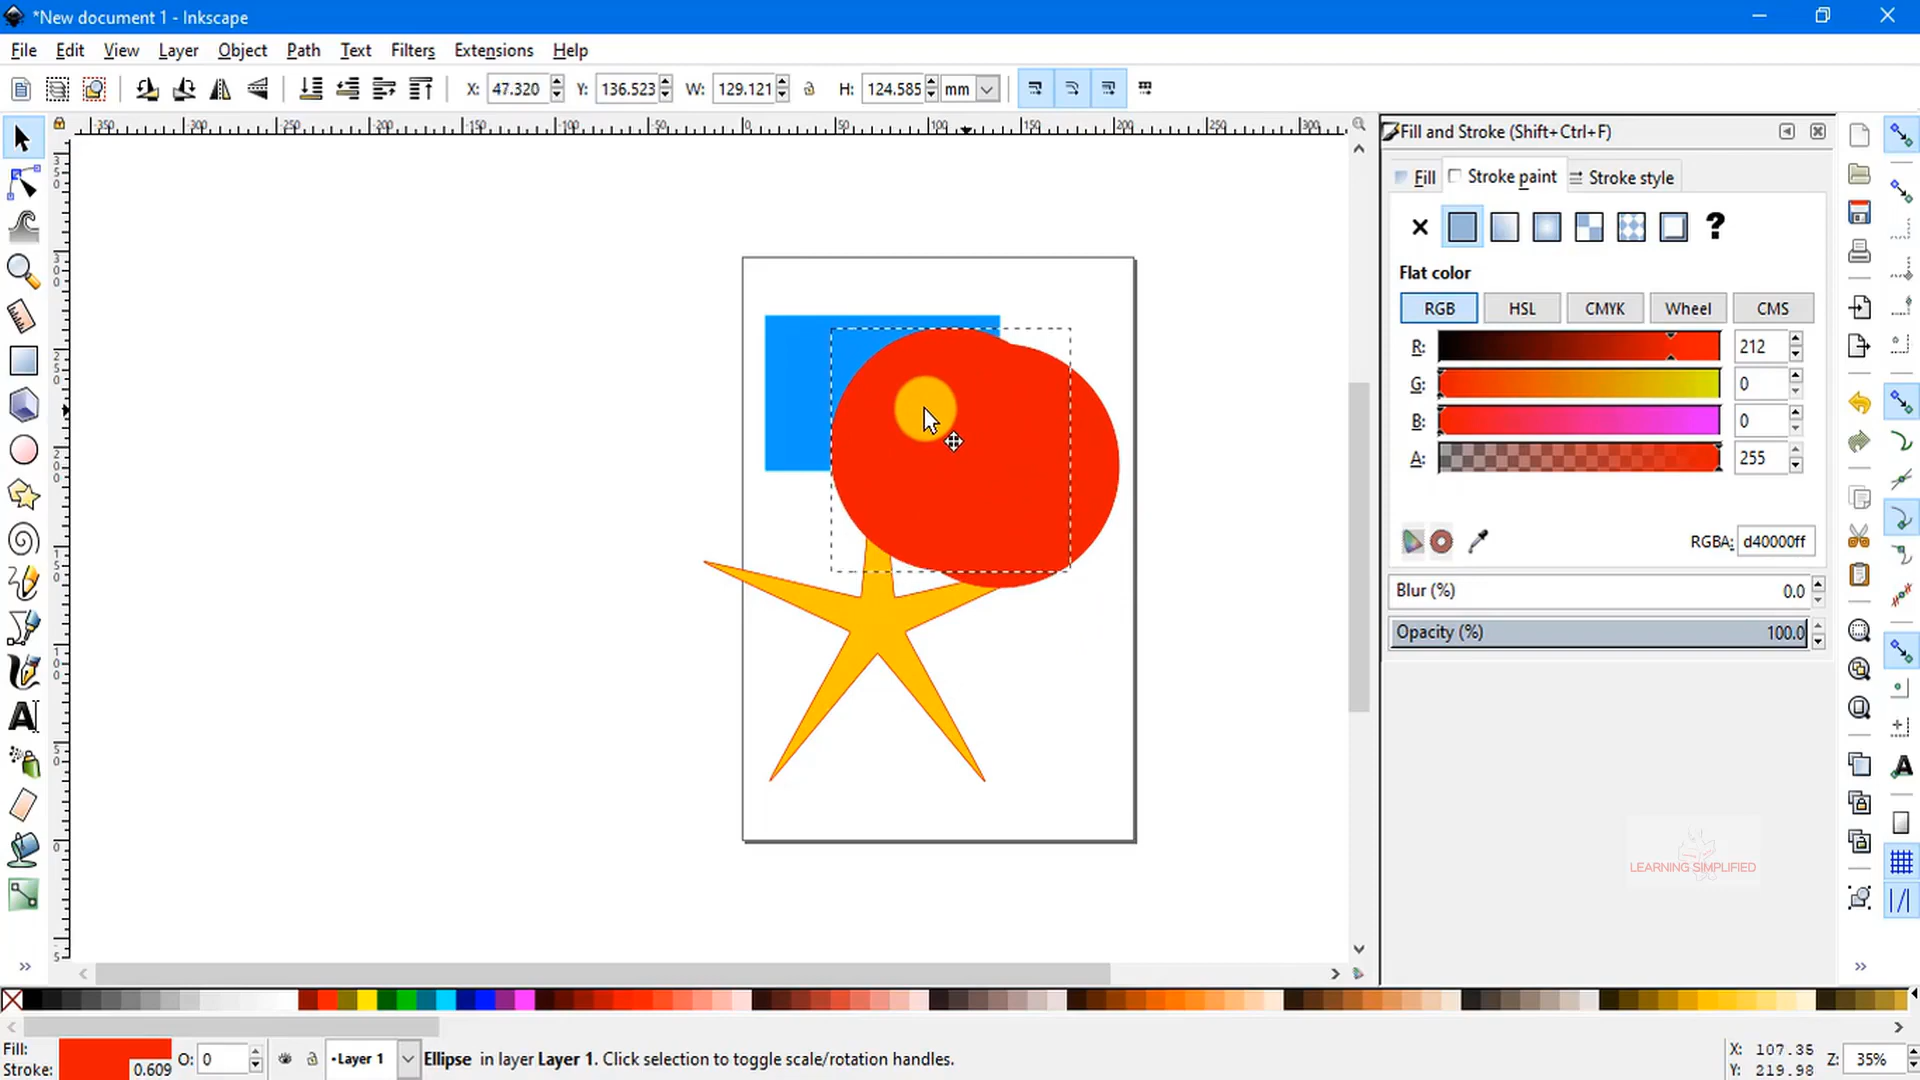 *New document 1 - Inkscape
File Edit View Layer Object Path Text Filters Extensions Help
X: 47.320 Y: 136.523 W: 129.121 H: 124.585 mm
Fill and Stroke (Shift+Ctrl+F)
Fill Stroke paint Stroke style
Flat color
RGB HSL CMYK Wheel CMS
R: 212
G: 0
B: 0
A: 255
RGBA: d40000ff
Blur (%) 0.0
Opacity (%) 100.0
LEARNING SIMPLIFIED
Fill:
Stroke: 0.609
O: 0
Layer 1
Ellipse in layer Layer 1. Click selection to toggle scale/rotation handles.
X: 107.35
Y: 219.98
Z: 35%